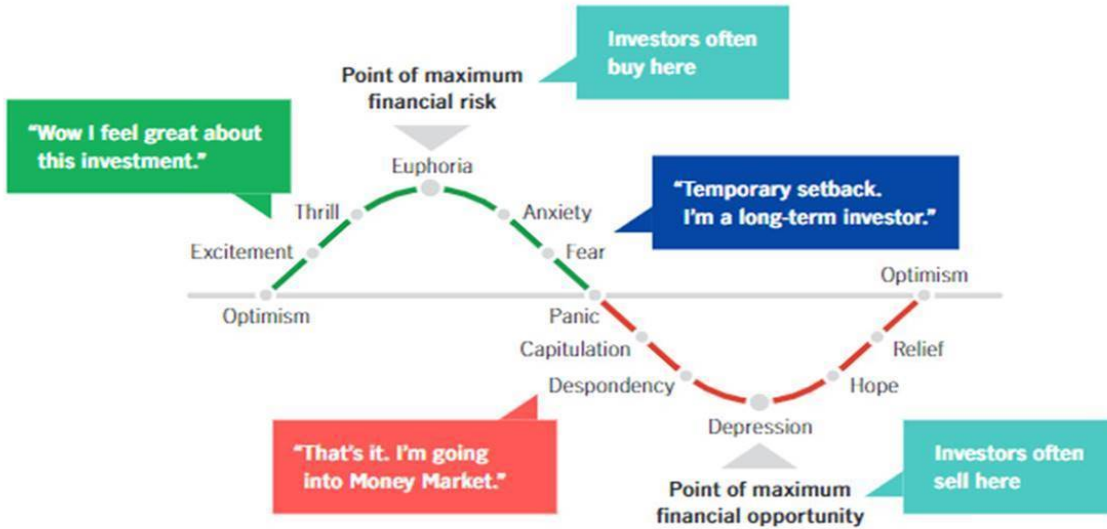 Investors often
buy here
Point of maximum
financial risk
“Wow I feel great about
this investment.”
Euphoria
“Temporary setback.
I’m a long-term investor.”
Thrill
Anxiety
Excitement
Fear
Optimism
Optimism
Panic
Capitulation
Relief
Despondency
Hope
Depression
“That’s it. I’m going
into Money Market.”
Investors often
sell here
Point of maximum
financial opportunity